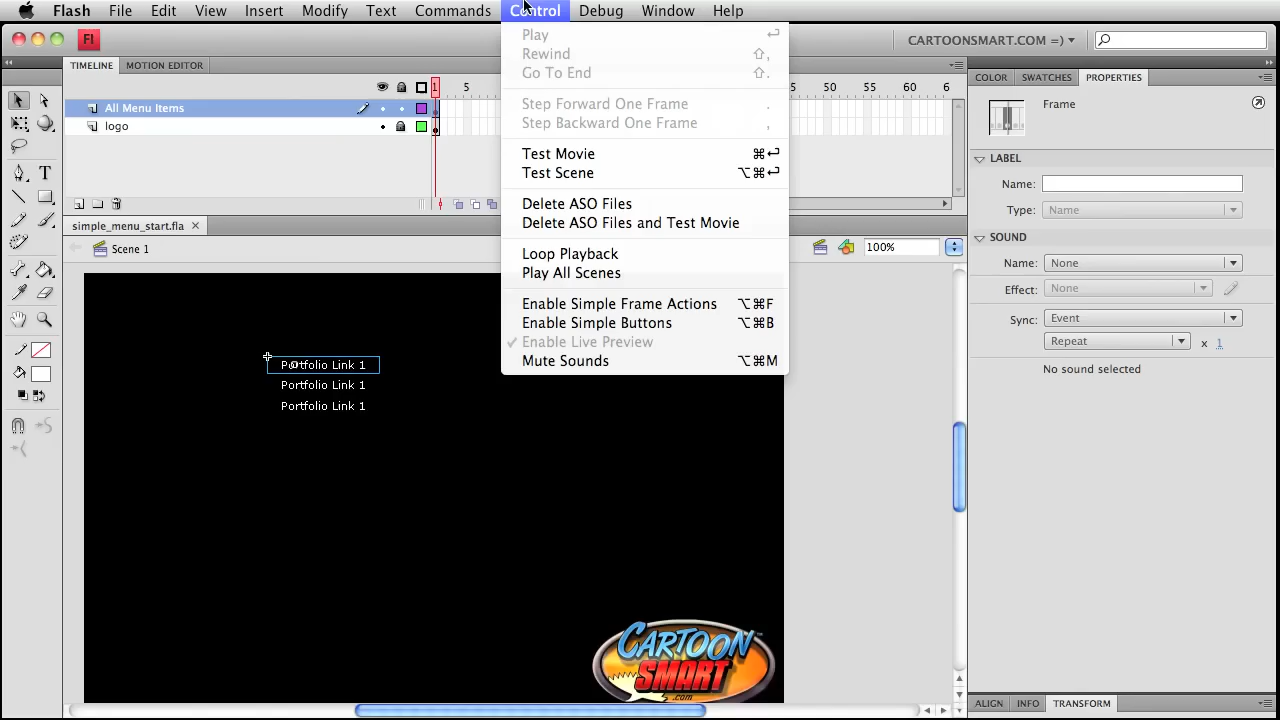 Flash File Edit View Insert Modify Text Commands Control Debug Window Help
Fl
CARTOONSMART.COM =)
TIMELINE MOTION EDITOR
1 5 45 50 55 60 6
All Menu Items
logo
simple_menu_start.fla
Scene 1
100%
Play
Rewind ⇧,
Go To End ⇧.
Step Forward One Frame .
Step Backward One Frame ,
Test Movie ⌘↩
Test Scene ⌥⌘↩
Delete ASO Files
Delete ASO Files and Test Movie
Loop Playback
Play All Scenes
Enable Simple Frame Actions ⌥⌘F
Enable Simple Buttons ⌥⌘B
✓ Enable Live Preview
Mute Sounds ⌥⌘M
Portfolio Link 1
Portfolio Link 1
Portfolio Link 1
CARTOON
SMART
.com
COLOR SWATCHES PROPERTIES
Frame
LABEL
Name:
Type: Name
SOUND
Name: None
Effect: None
Sync: Event
Repeat x 1
No sound selected
ALIGN INFO TRANSFORM